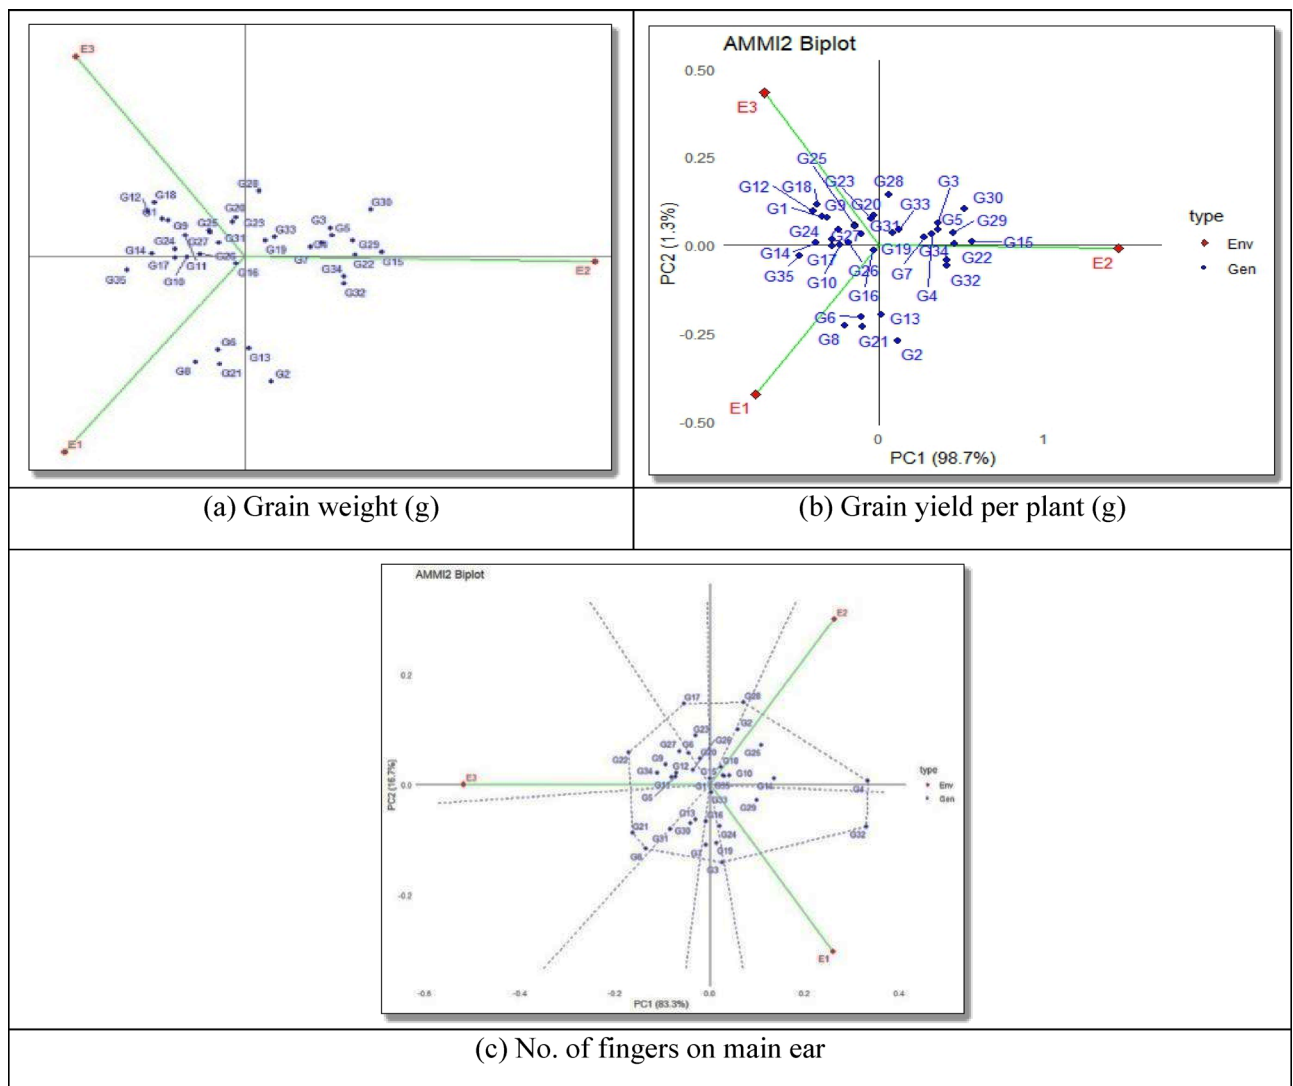 E3
G28
G12
G18
G30
G1
G20
G3
G9
G25
G23
G33
G5
G24
G27
G31
G29
G14
G19
G7
G22
G15
G17
G11
G26
G16
G34
E2
G35
G10
G32
G6
G13
G8
G21
G2
E1
(a) Grain weight (g)
AMMI2 Biplot
0.50
E3
0.25
G25
G23
G28
G3
G12
G18
G30
G1
G9
G20
G33
G5
G29
type
G24
G27
G31
Env
0.00
G14
G19
G15
Gen
G17
G26
G7
G34
G22
E2
G35
G10
G16
G4
G32
-0.25
G6
G13
G8
G21
G2
E1
-0.50
0
1
PC2 (1.3%)
PC1 (98.7%)
(b) Grain yield per plant (g)
AMMI2 Biplot
E2
0.2
G17
G28
G23
G2
G27
G6
G29
G25
G22
G9
G20
G18
G34
G12
G10
type
E3
0.0
G11
G1
G35
G14
G4
Env
G5
G33
G29
Gen
G13
G16
G21
G30
G24
G32
G31
G7
G19
G3
-0.2
E1
-0.4
-0.2
0.0
0.2
0.4
PC2 (16.7%)
PC1 (83.3%)
(c) No. of fingers on main ear